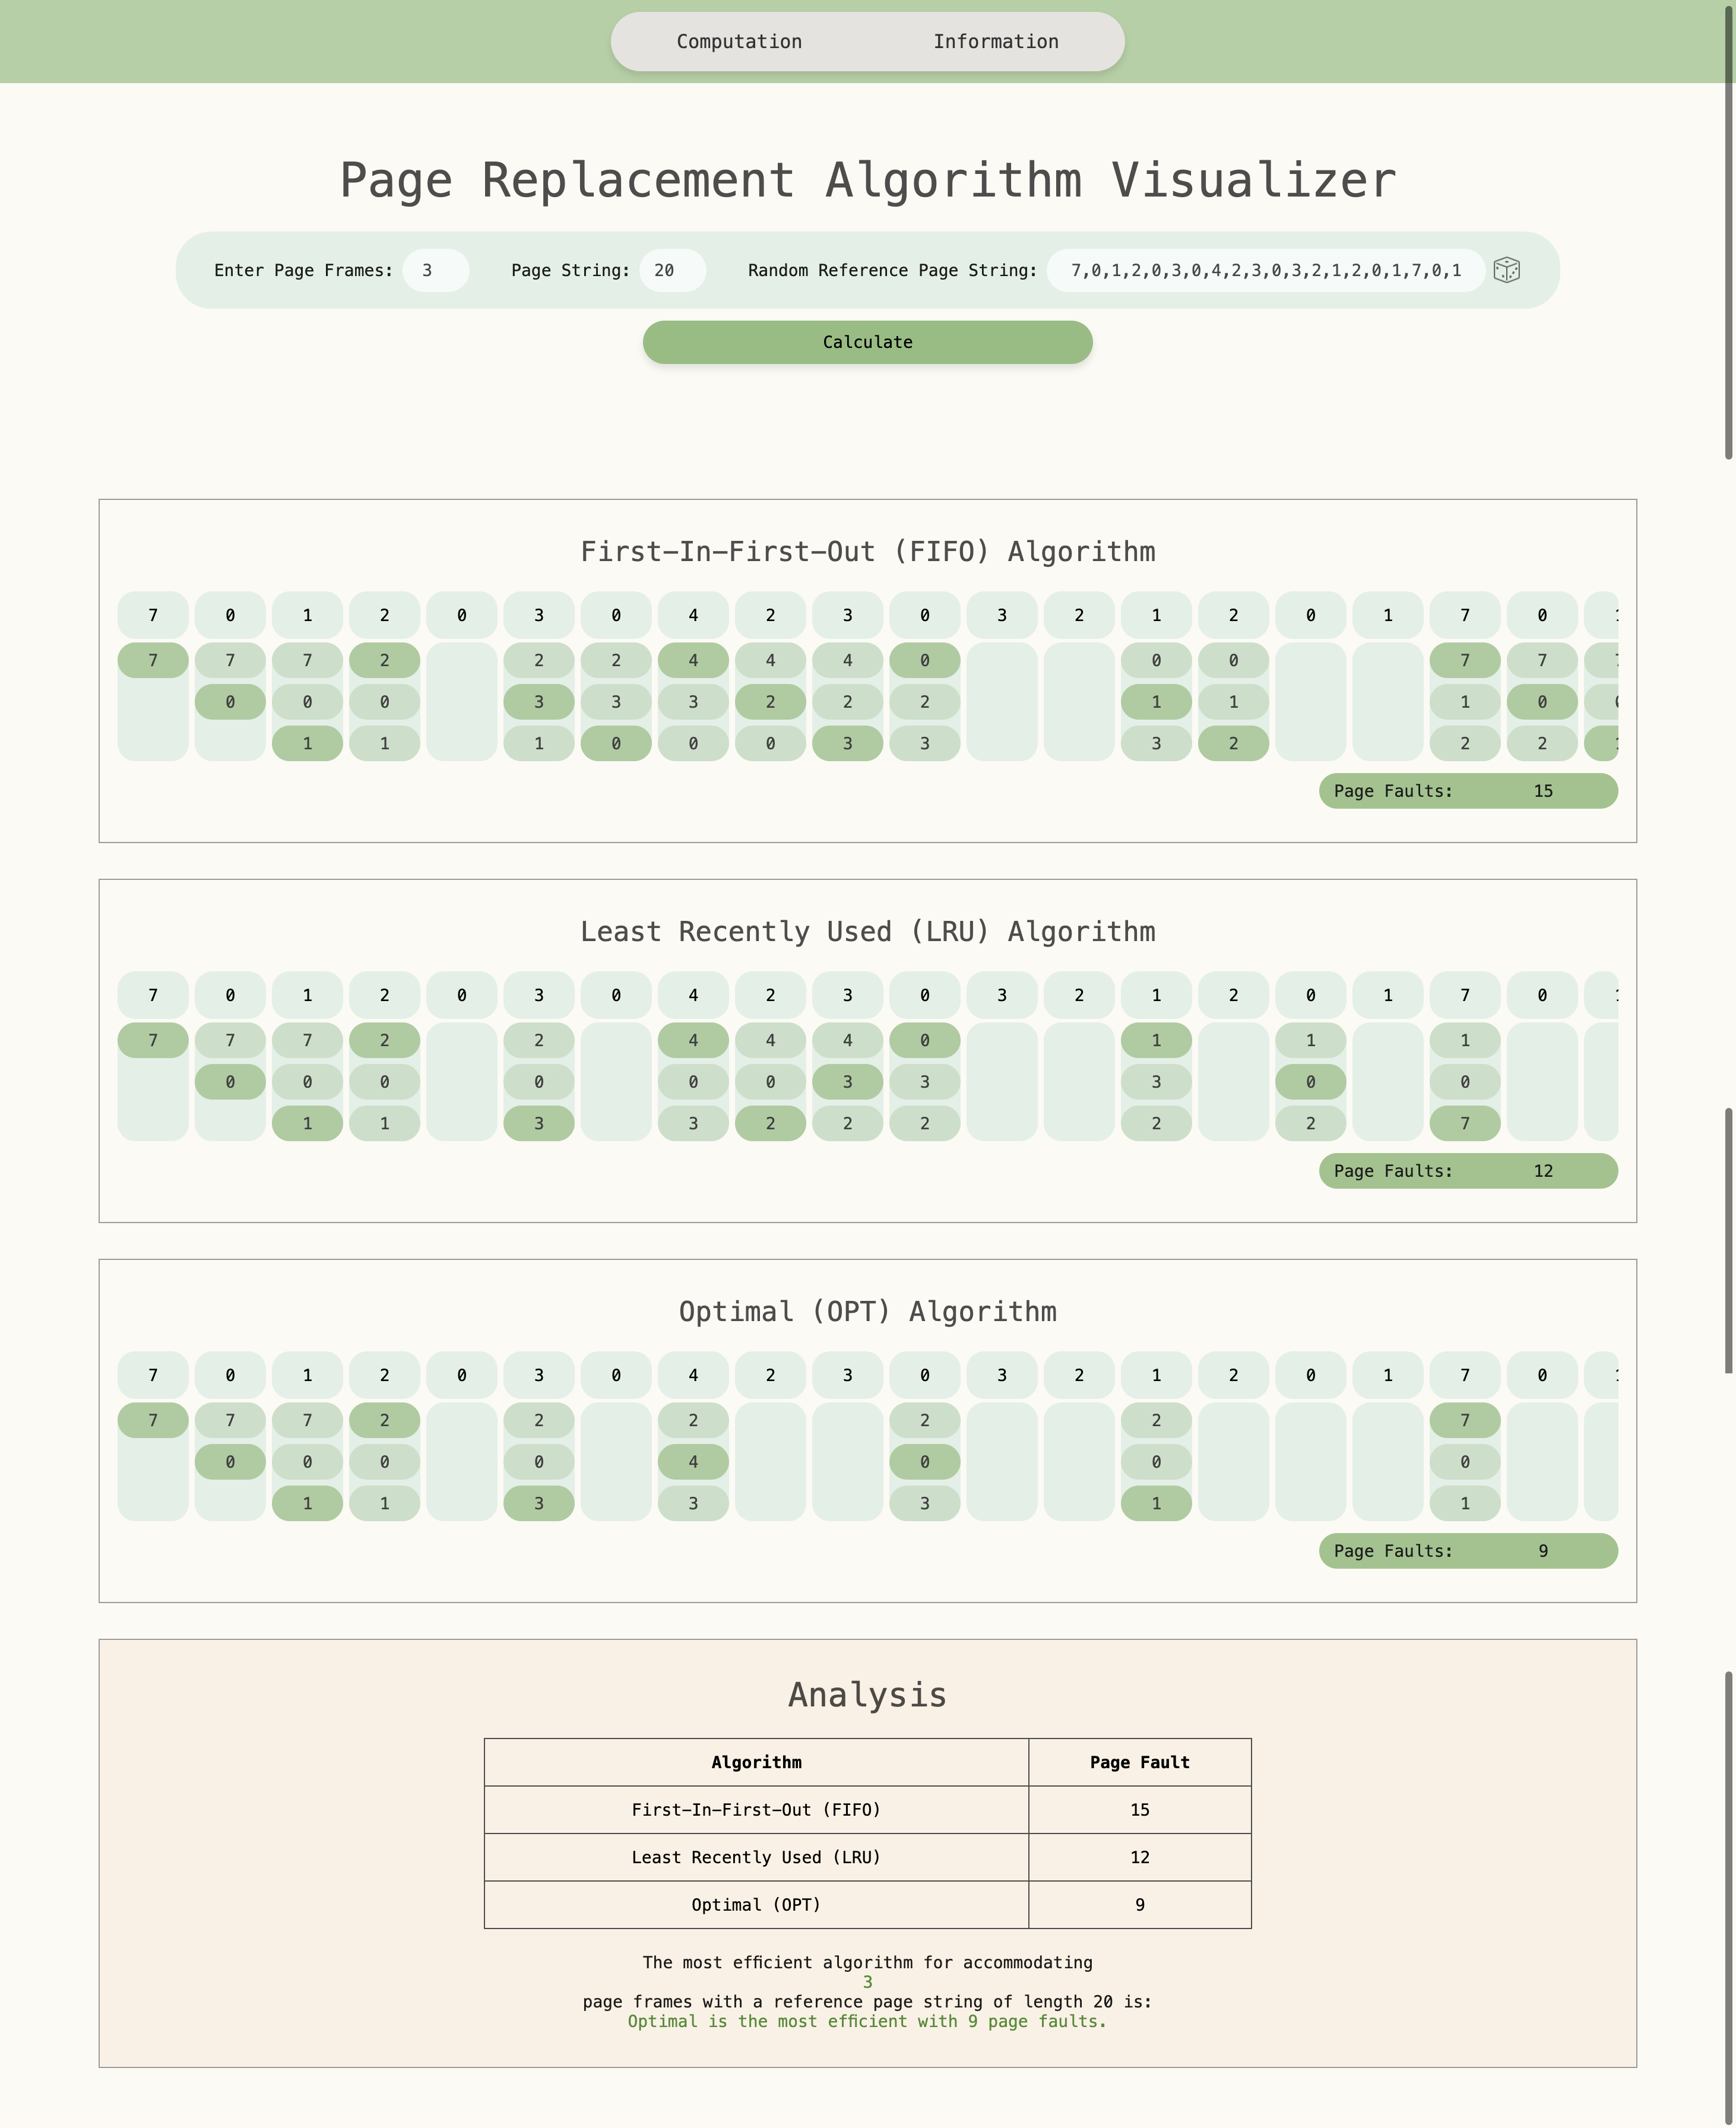 Computation Information
Page Replacement Algorithm Visualizer
Enter Page Frames: 3 Page String: 20 Random Reference Page String: 7,0,1,2,0,3,0,4,2,3,0,3,2,1,2,0,1,7,0,1
Calculate
First-In-First-Out (FIFO) Algorithm
7 0 1 2 0 3 0 4 2 3 0 3 2 1 2 0 1 7 0 1
7 7 7 2 2 2 4 4 4 0 0 0 7 7 7
0 0 0 3 3 3 2 2 2 1 1 1 0 0
1 1 1 0 0 0 3 3 3 2 2 2 1
Page Faults: 15
Least Recently Used (LRU) Algorithm
7 0 1 2 0 3 0 4 2 3 0 3 2 1 2 0 1 7 0 1
7 7 7 2 2 4 4 4 0 1 1 1
0 0 0 0 0 0 3 3 3 0 0
1 1 3 3 2 2 2 2 2 7
Page Faults: 12
Optimal (OPT) Algorithm
7 0 1 2 0 3 0 4 2 3 0 3 2 1 2 0 1 7 0 1
7 7 7 2 2 2 2 2 7
0 0 0 0 4 0 0 0
1 1 3 3 3 1 1
Page Faults: 9
Analysis
Algorithm Page Fault
First-In-First-Out (FIFO) 15
Least Recently Used (LRU) 12
Optimal (OPT) 9
The most efficient algorithm for accommodating
3
page frames with a reference page string of length 20 is:
Optimal is the most efficient with 9 page faults.